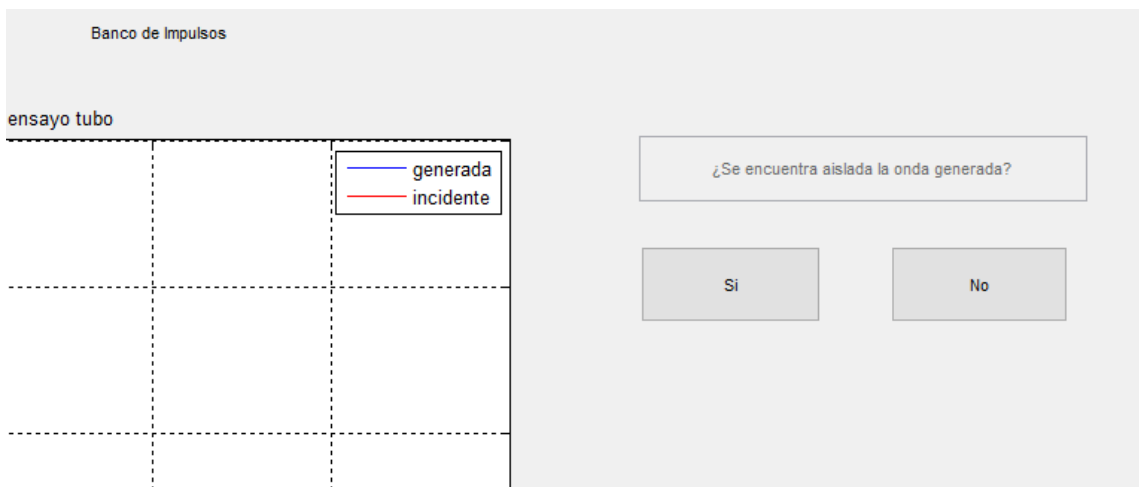 Banco de Impulsos
ensayo tubo
generada
incidente
¿Se encuentra aislada la onda generada?
Si
No